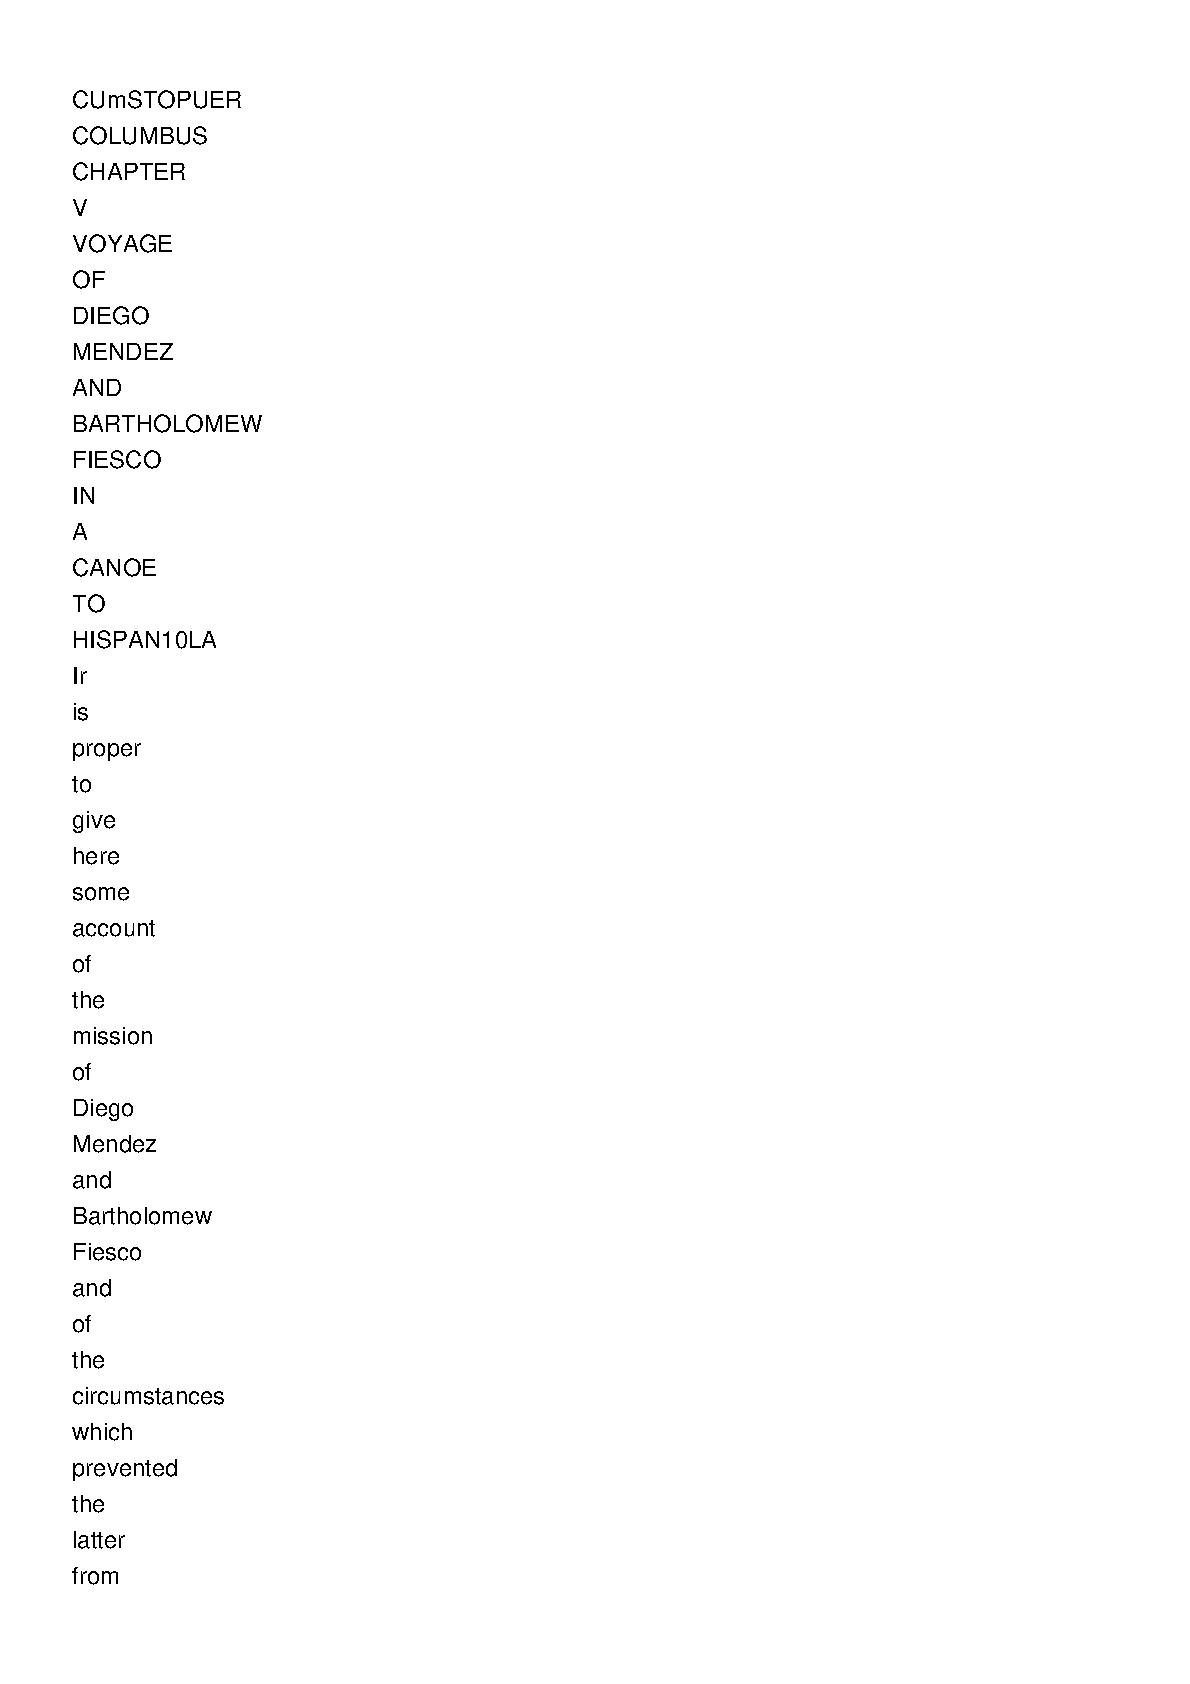 CUmSTOPUER
COLUMBUS
CHAPTER
V
VOYAGE
OF
DIEGO
MENDEZ
AND
BARTHOLOMEW
FIESCO
IN
A
CANOE
TO
HISPAN10LA
Ir
is
proper
to
give
here
some
account
of
the
mission
of
Diego
Mendez
and
Bartholomew
Fiesco
and
of
the
circumstances
which
prevented
the
latter
from